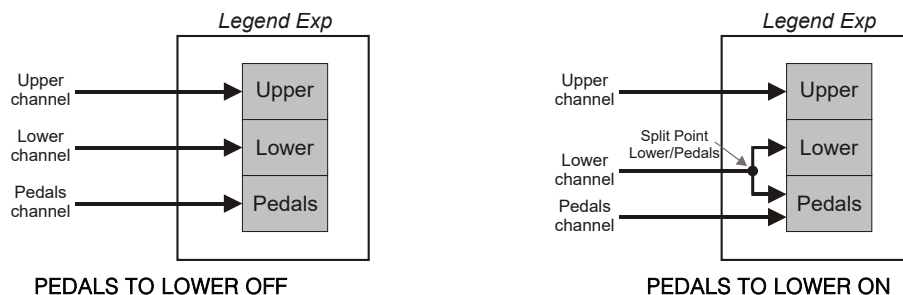 Legend Exp
Upper
channel
Lower
channel
Pedals
channel
Upper
Lower
Pedals
PEDALS TO LOWER OFF
Legend Exp
Upper
channel
Split Point
Lower/Pedals
Lower
channel
Pedals
channel
Upper
Lower
Pedals
PEDALS TO LOWER ON